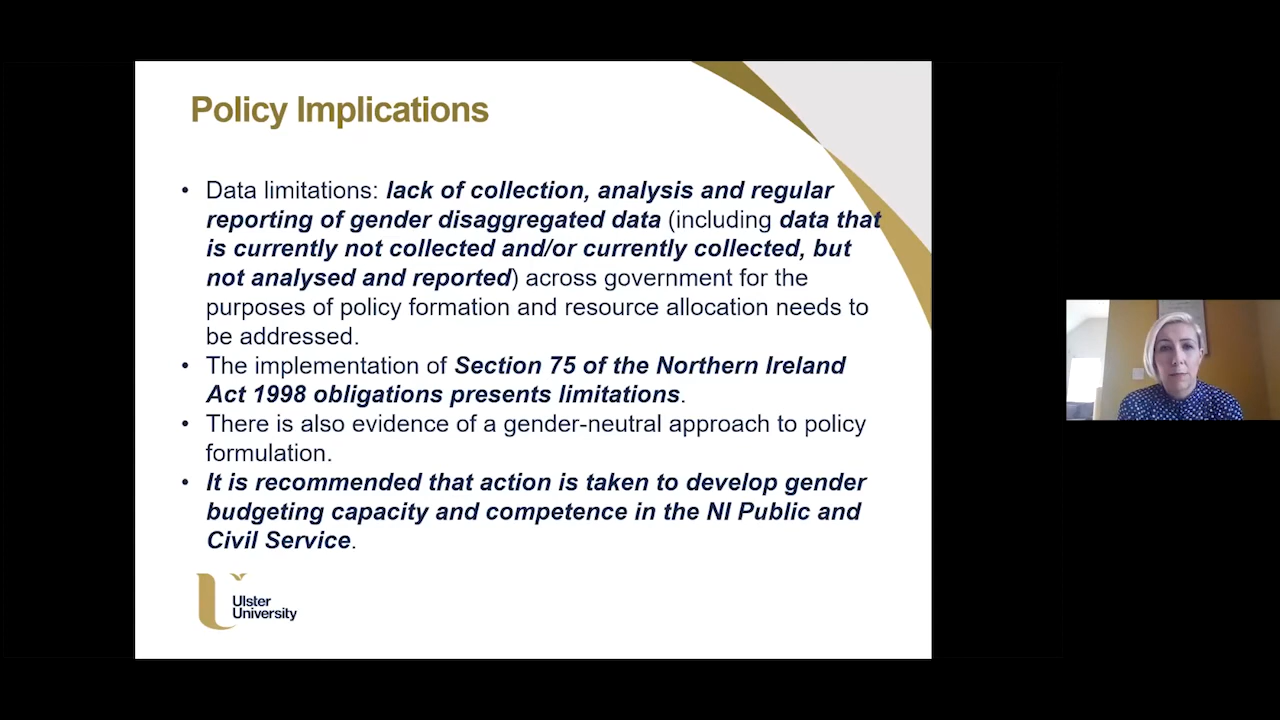 Policy Implications
• Data limitations: lack of collection, analysis and regular
reporting of gender disaggregated data (including data that
is currently not collected and/or currently collected, but
not analysed and reported) across government for the
purposes of policy formation and resource allocation needs to
be addressed.
• The implementation of Section 75 of the Northern Ireland
Act 1998 obligations presents limitations.
• There is also evidence of a gender-neutral approach to policy
formulation.
• It is recommended that action is taken to develop gender
budgeting capacity and competence in the NI Public and
Civil Service.
Ulster
University